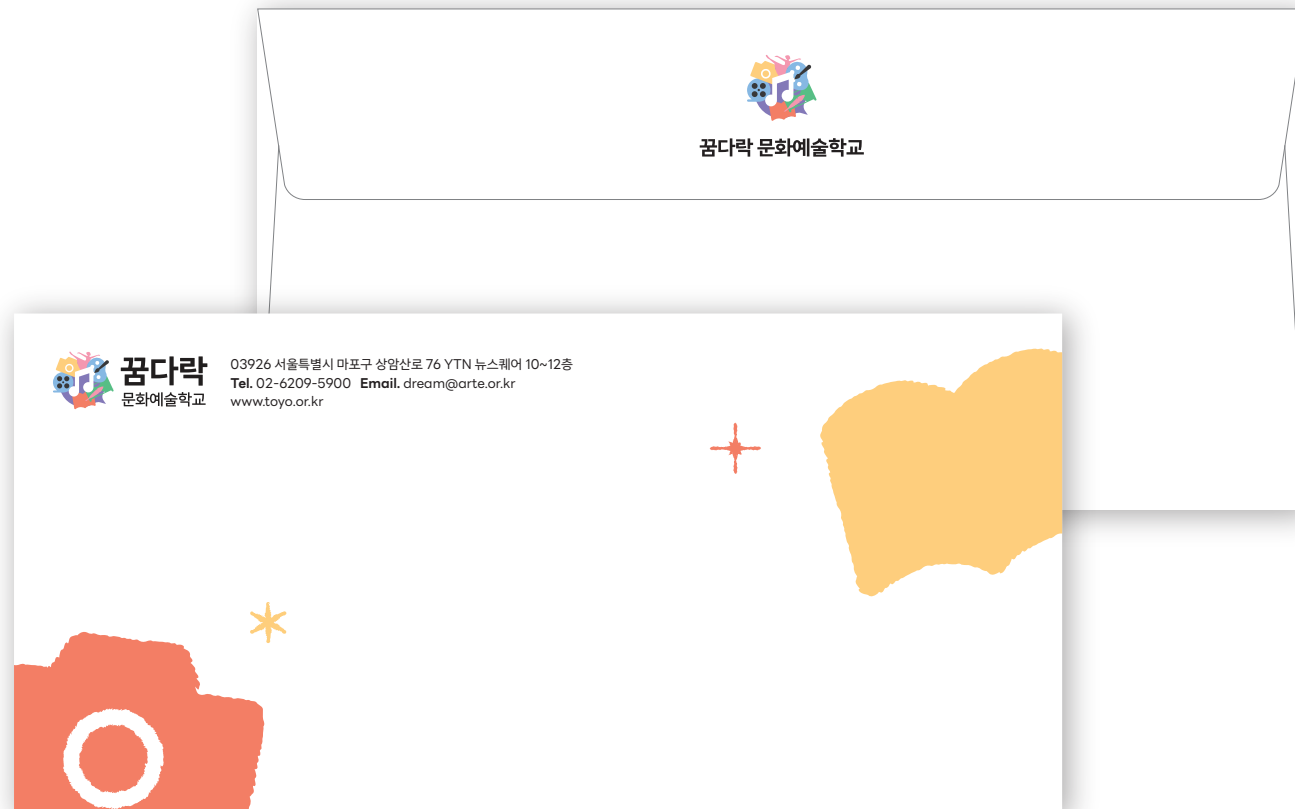 꿈다락 문화예술학교
꿈다락
문화예술학교
03926 서울특별시 마포구 상암산로 76 YTN 뉴스퀘어 10~12층
Tel. 02-6209-5900 Email. dream@arte.or.kr
www.toyo.or.kr